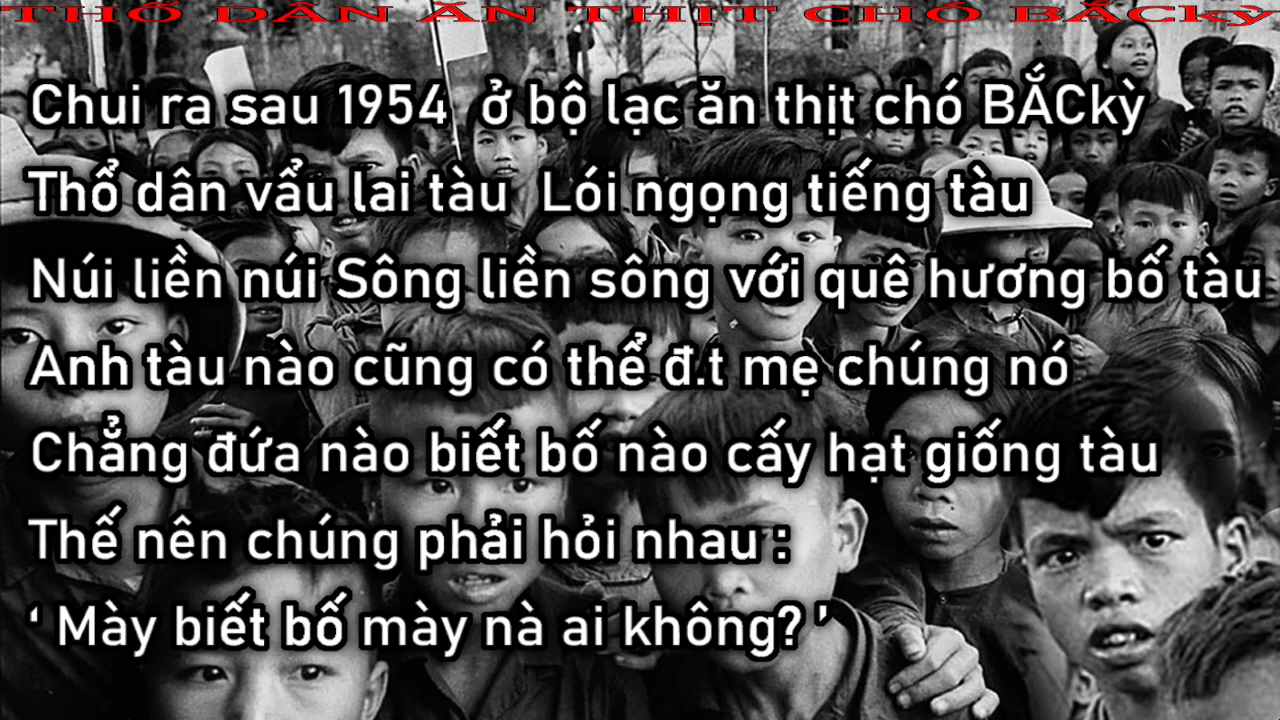 THỔ DÂN ĂN THỊT CHÓ BẮCkỳ
Chui ra sau 1954 ở bộ lạc ăn thịt chó BẮCkỳ
Thổ dân vẩu lai tàu Lói ngọng tiếng tàu
Núi liền núi Sông liền sông với quê hương bố tàu
Anh tàu nào cũng có thể đ.t mẹ chúng nó
Chẳng đứa nào biết bố nào cấy hạt giống tàu
Thế nên chúng phải hỏi nhau :
‘ Mày biết bố mày nà ai không? ’